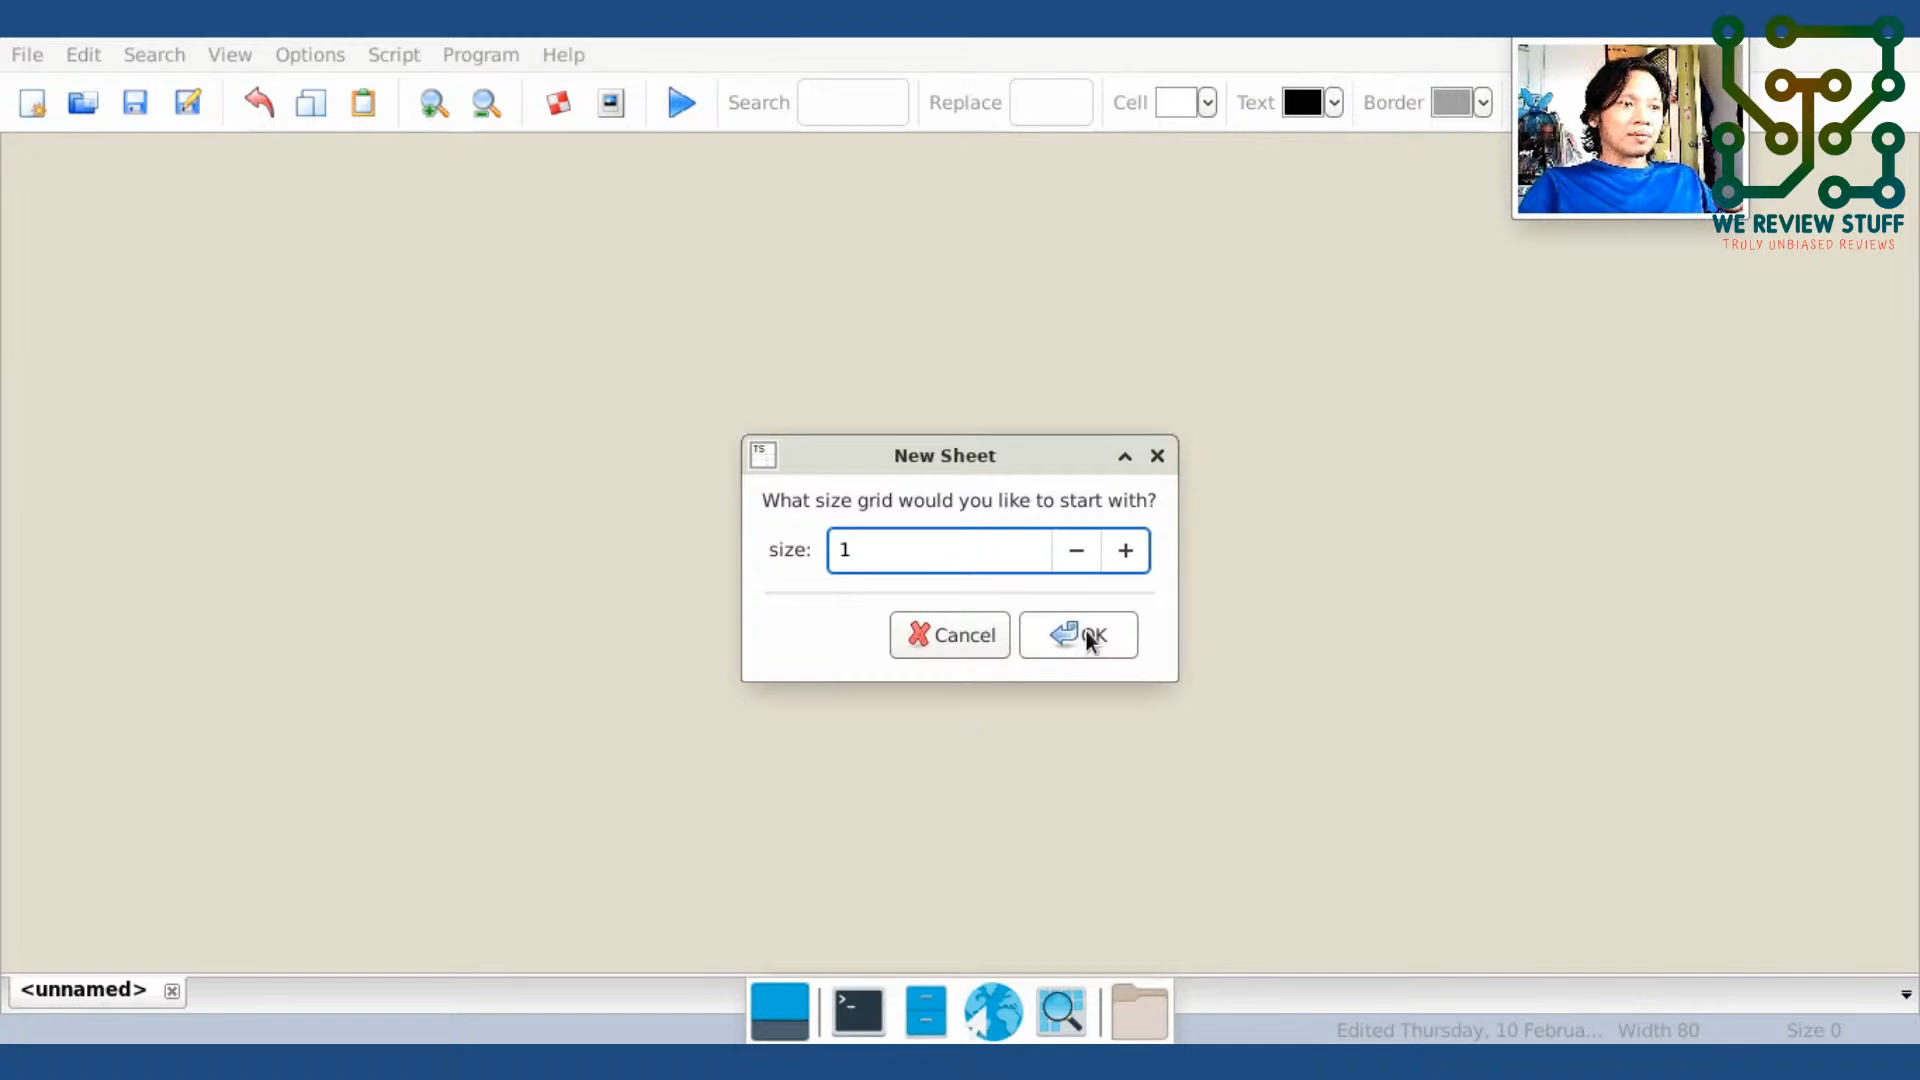 File Edit Search View Options Script Program Help
Search Replace Cell Text Border
WE REVIEW STUFF
TRULY UNBIASED REVIEWS
TS New Sheet
What size grid would you like to start with?
size: 1
Cancel OK
<unnamed>
Edited Thursday, 10 Februa... Width 80 Size 0